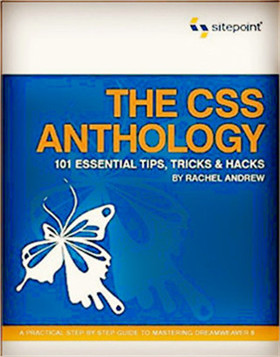 sitepoint
THE CSS
ANTHOLOGY
101 ESSENTIAL TIPS, TRICKS & HACKS
BY RACHEL ANDREW
A PRACTICAL STEP-BY-STEP GUIDE TO MASTERING DREAMWEAVER 8